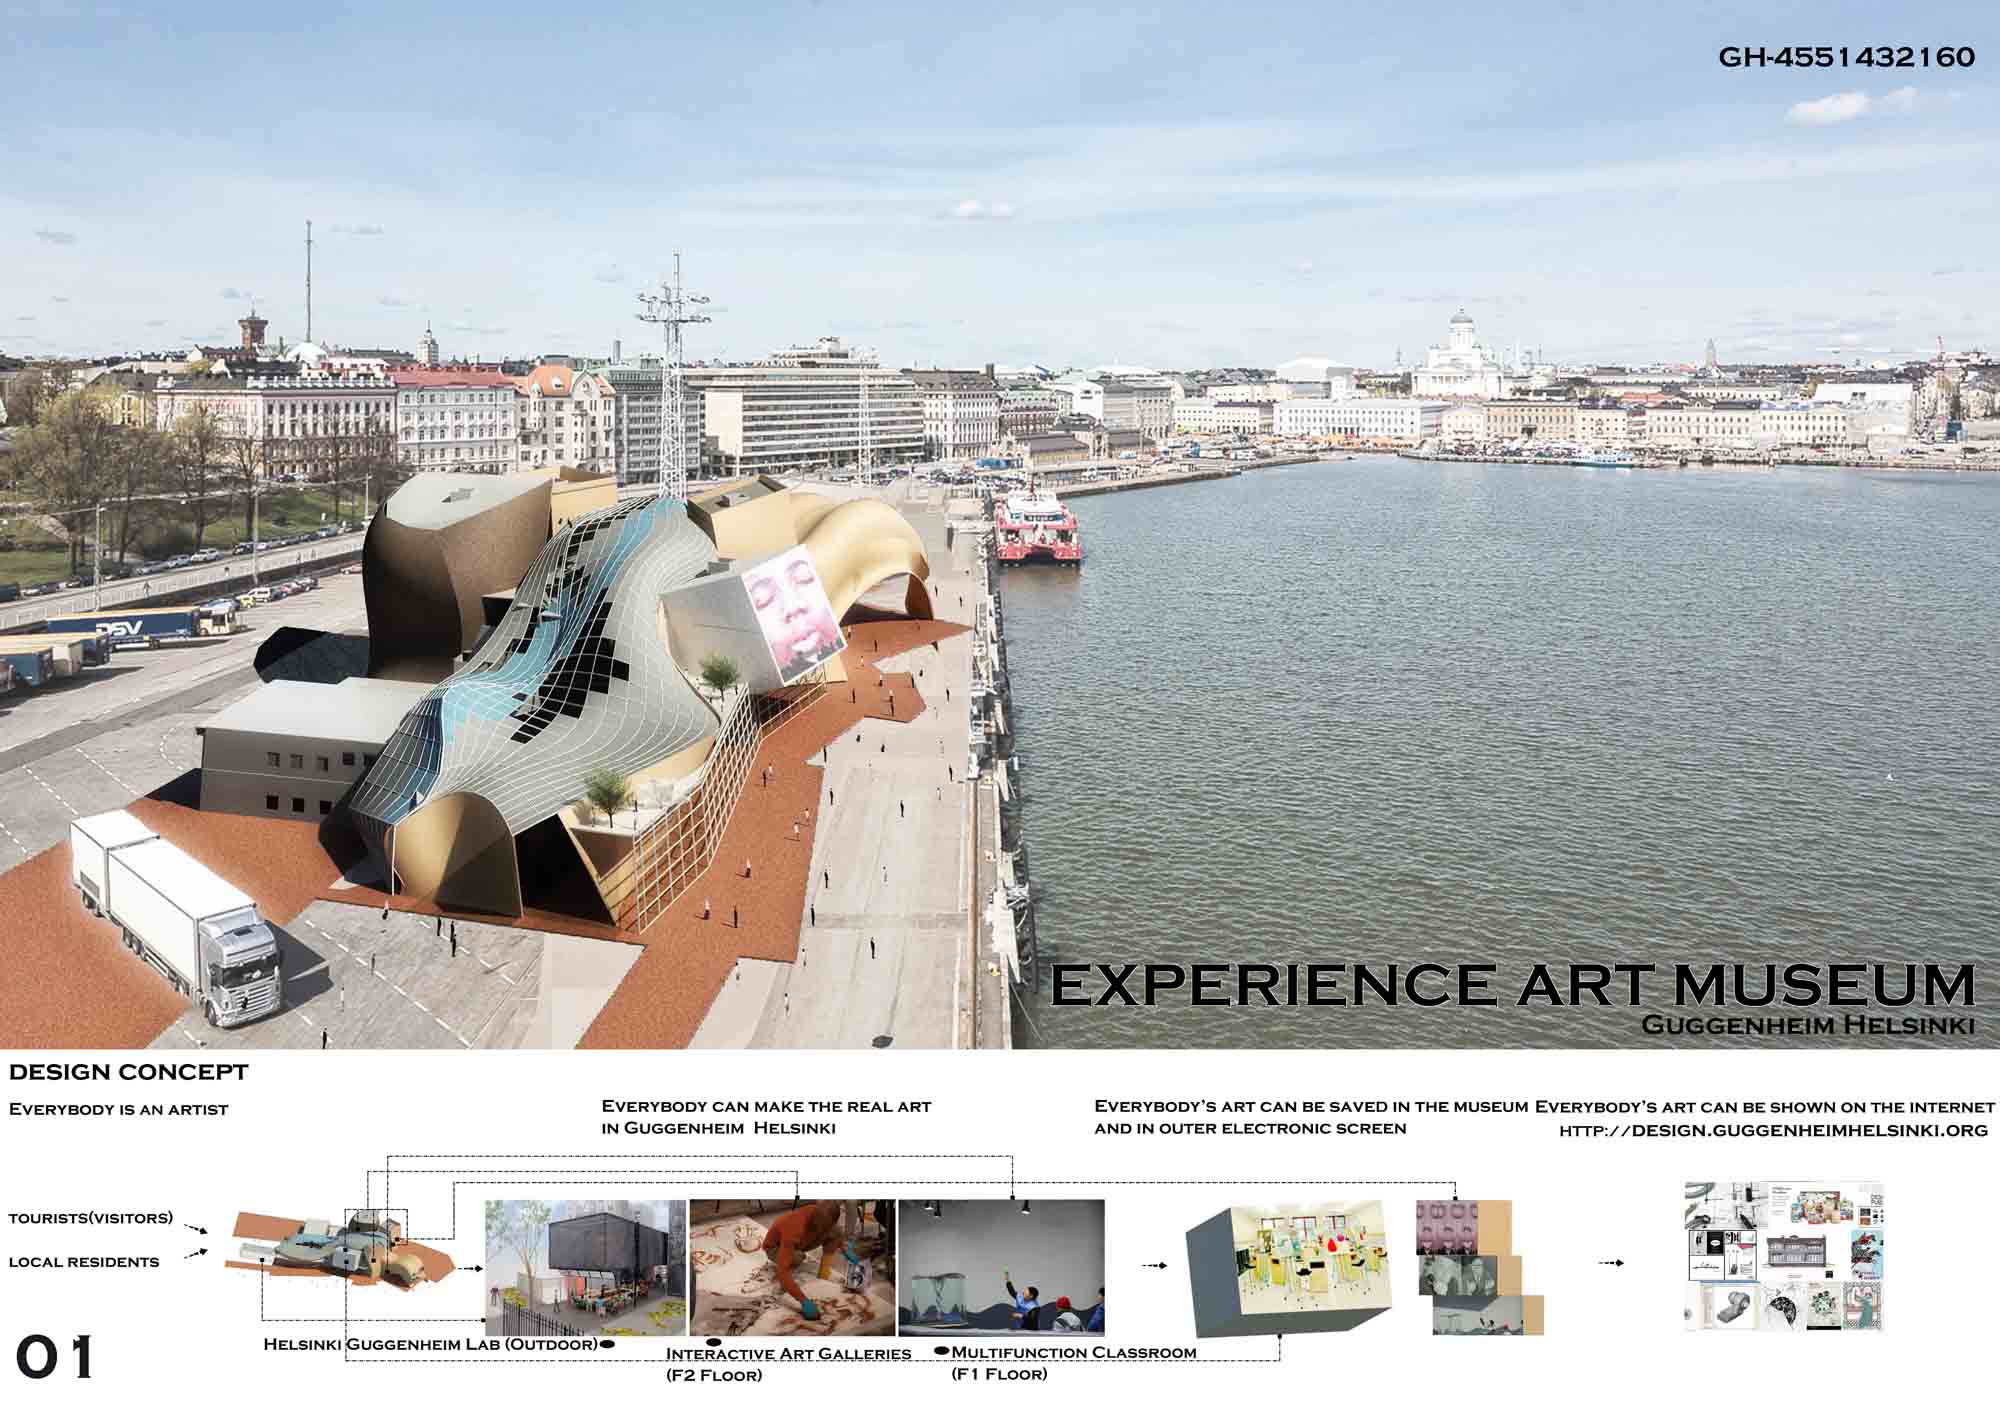 GH-4551432160
DSV
EXPERIENCE ART MUSEUM
GUGGENHEIM HELSINKI
DESIGN CONCEPT
EVERYBODY IS AN ARTIST
EVERYBODY CAN MAKE THE REAL ART
IN GUGGENHEIM HELSINKI
EVERYBODY'S ART CAN BE SAVED IN THE MUSEUM
AND IN OUTER ELECTRONIC SCREEN
EVERYBODY'S ART CAN BE SHOWN ON THE INTERNET
HTTP://DESIGN.GUGGENHEIMHELSINKI.ORG
TOURISTS(VISITORS)
LOCAL RESIDENTS
HELSINKI GUGGENHEIM LAB (OUTDOOR)
INTERACTIVE ART GALLERIES
(F2 FLOOR)
MULTIFUNCTION CLASSROOM
(F1 FLOOR)
01